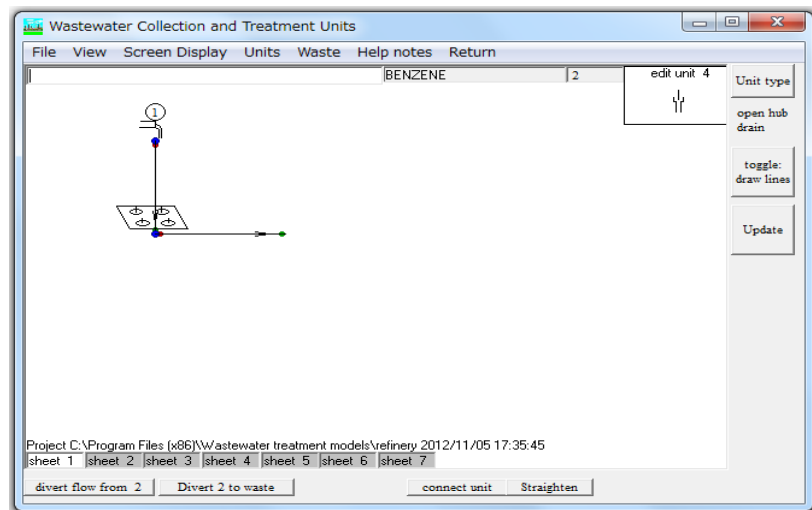 Wastewater Collection and Treatment Units
File View Screen Display Units Waste Help notes Return
BENZENE 2 edit unit 4
Unit type
open hub
drain
toggle:
draw lines
Update
1
Project C:\Program Files (x86)\Wastewater treatment models\refinery 2012/11/05 17:35:45
sheet 1 sheet 2 sheet 3 sheet 4 sheet 5 sheet 6 sheet 7
divert flow from 2 Divert 2 to waste connect unit Straighten